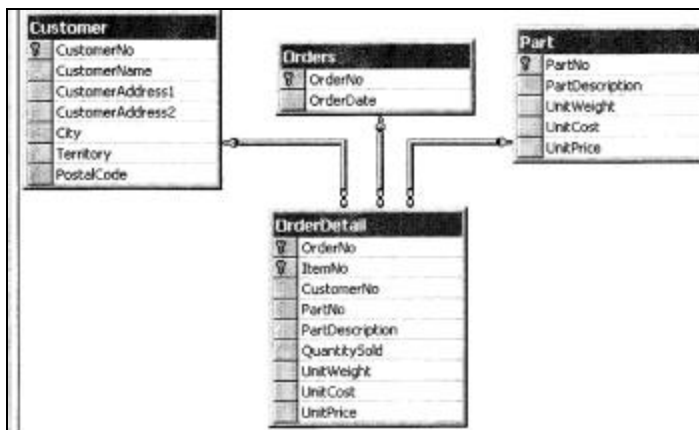 Customer
CustomerNo
CustomerName
CustomerAddress1
CustomerAddress2
City
Territory
PostalCode
Orders
OrderNo
OrderDate
Part
PartNo
PartDescription
UnitWeight
UnitCost
UnitPrice
OrderDetail
OrderNo
ItemNo
CustomerNo
PartNo
PartDescription
QuantitySold
UnitWeight
UnitCost
UnitPrice